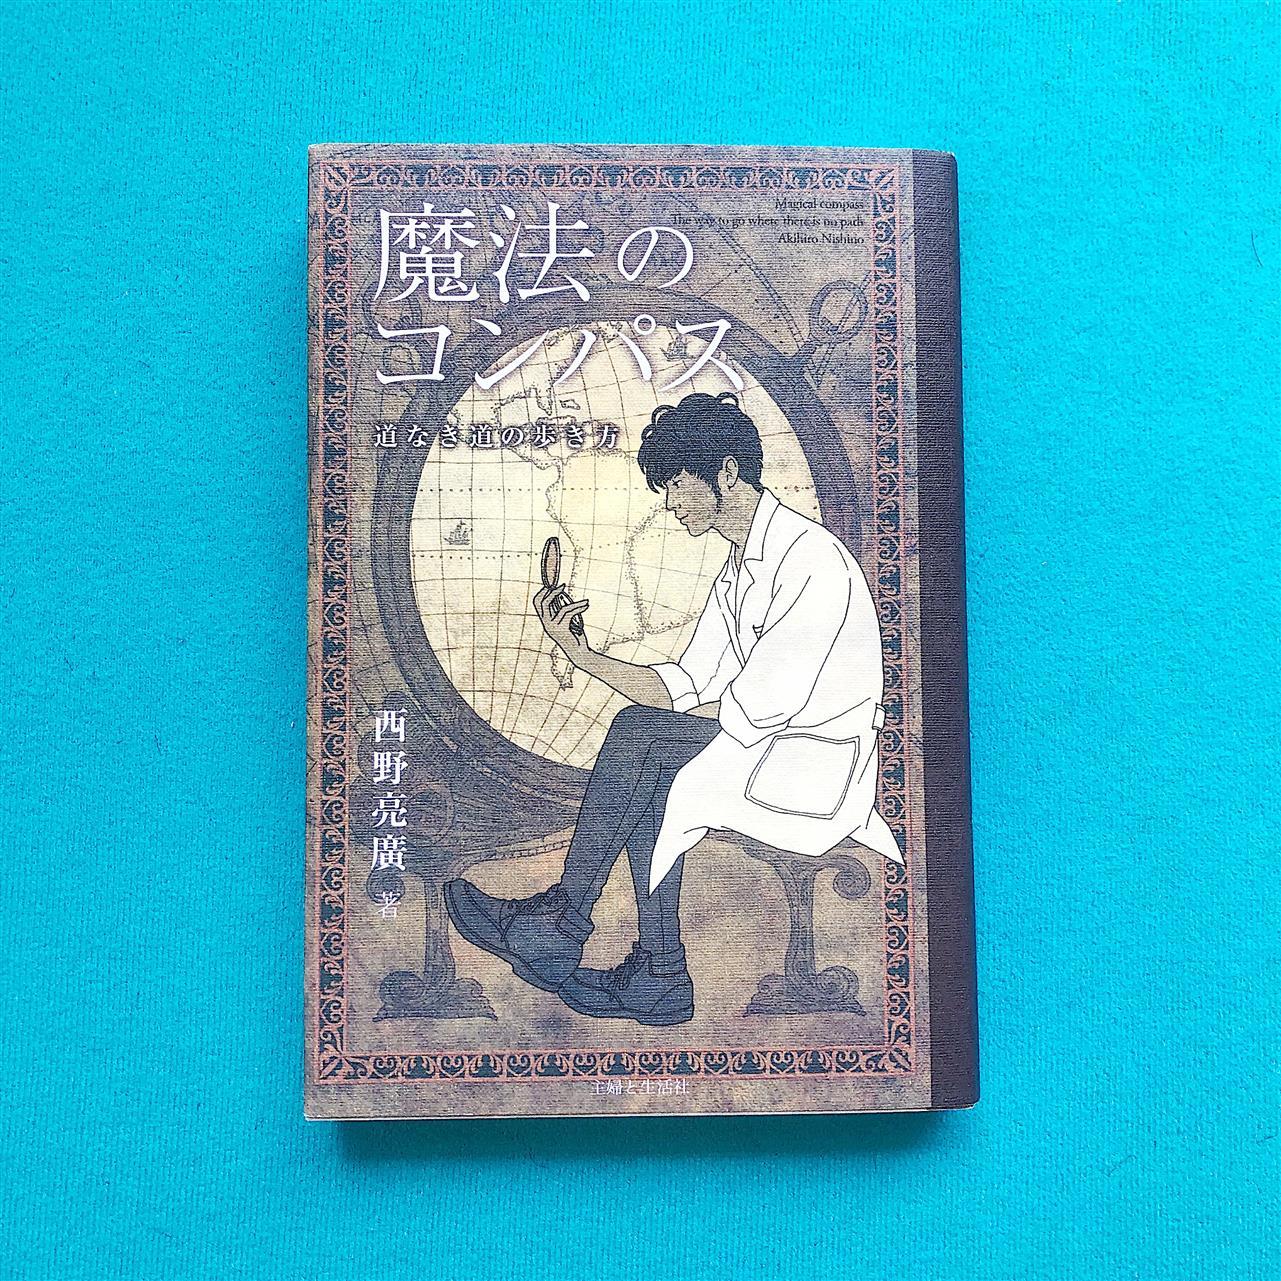 魔法の
コンパス
道なき道の歩き方
Magical compass
The way to go where there is no path
Akihiro Nishino
西野亮廣 著
主婦と生活社